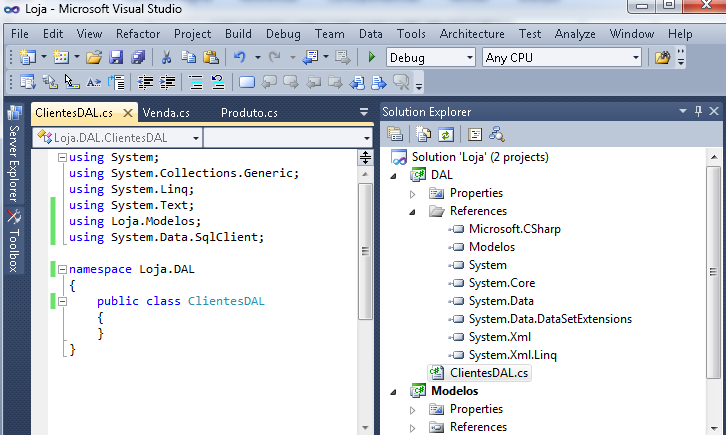 Loja - Microsoft Visual Studio
File Edit View Refactor Project Build Debug Team Data Tools Architecture Test Analyze Window Help
Debug Any CPU
Server Explorer
Toolbox
ClientesDAL.cs Venda.cs Produto.cs
Loja.DAL.ClientesDAL
using System;
using System.Collections.Generic;
using System.Linq;
using System.Text;
using Loja.Modelos;
using System.Data.SqlClient;
namespace Loja.DAL
{
public class ClientesDAL
{
}
}
Solution Explorer
Solution 'Loja' (2 projects)
DAL
Properties
References
Microsoft.CSharp
Modelos
System
System.Core
System.Data
System.Data.DataSetExtensions
System.Xml
System.Xml.Linq
ClientesDAL.cs
Modelos
Properties
References